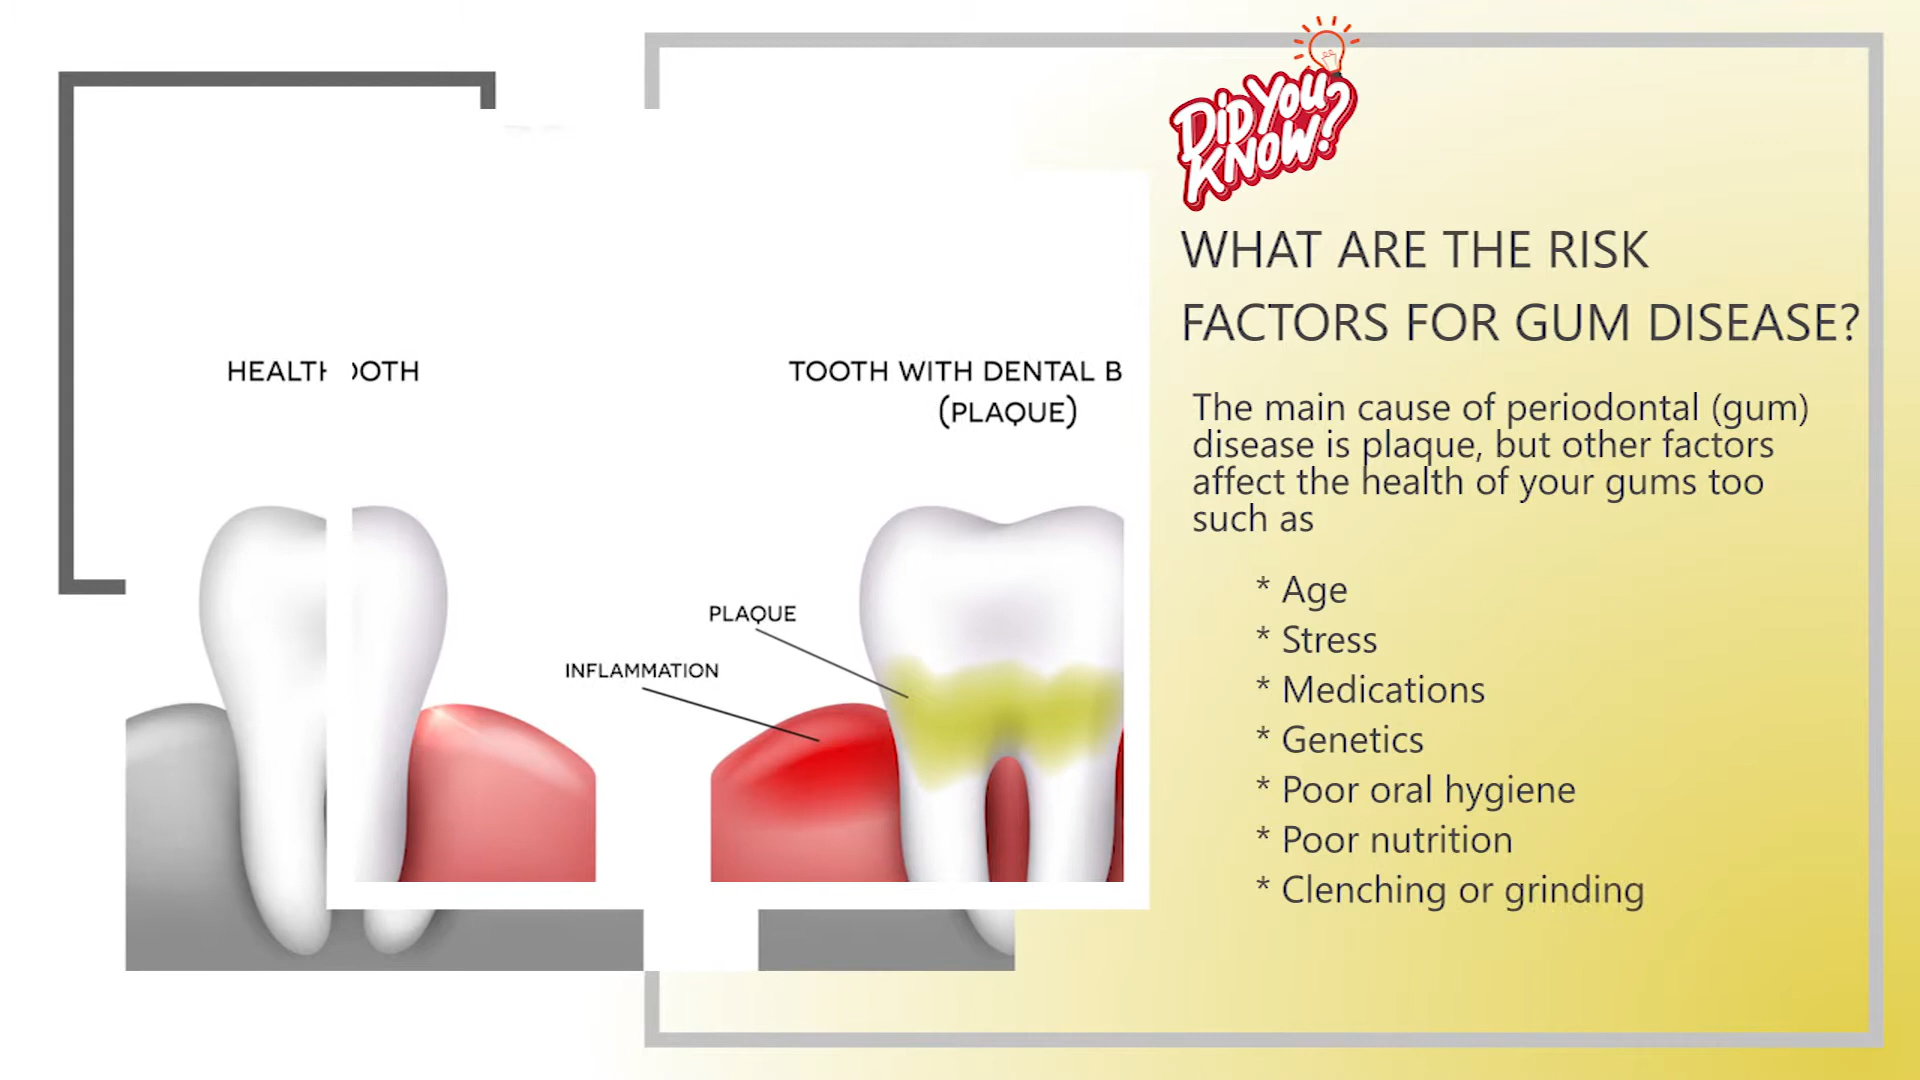 DiD YOU
KNOW?
WHAT ARE THE RISK
FACTORS FOR GUM DISEASE?
The main cause of periodontal (gum)
disease is plaque, but other factors
affect the health of your gums too
such as
* Age
* Stress
* Medications
* Genetics
* Poor oral hygiene
* Poor nutrition
* Clenching or grinding
TOOTH WITH DENTAL B
(PLAQUE)
PLAQUE
INFLAMMATION